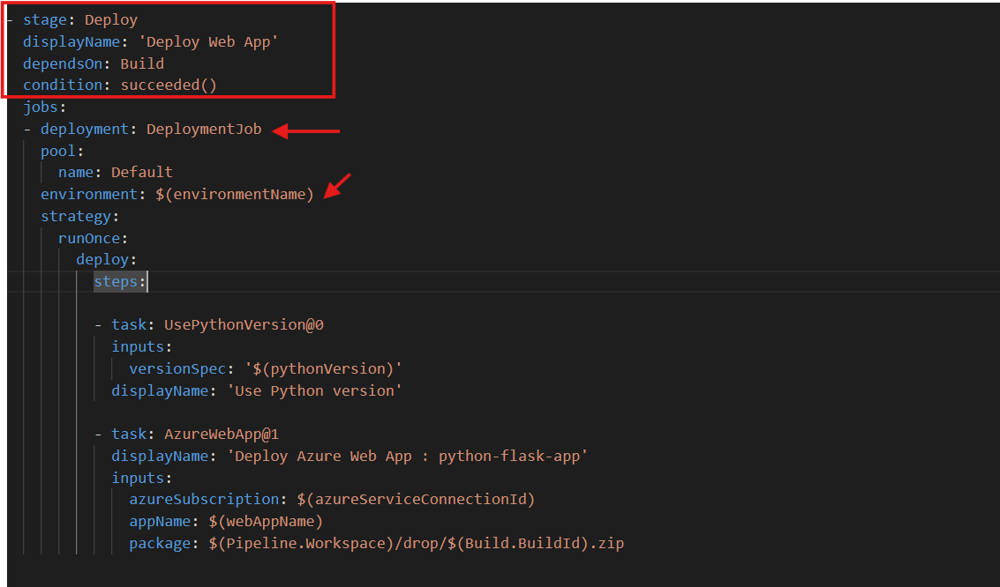 - stage: Deploy
displayName: 'Deploy Web App'
dependsOn: Build
condition: succeeded()
jobs:
- deployment: DeploymentJob
pool:
name: Default
environment: $(environmentName)
strategy:
runOnce:
deploy:
steps:
- task: UsePythonVersion@0
inputs:
versionSpec: '$(pythonVersion)'
displayName: 'Use Python version'
- task: AzureWebApp@1
displayName: 'Deploy Azure Web App : python-flask-app'
inputs:
azureSubscription: $(azureServiceConnectionId)
appName: $(webAppName)
package: $(Pipeline.Workspace)/drop/$(Build.BuildId).zip